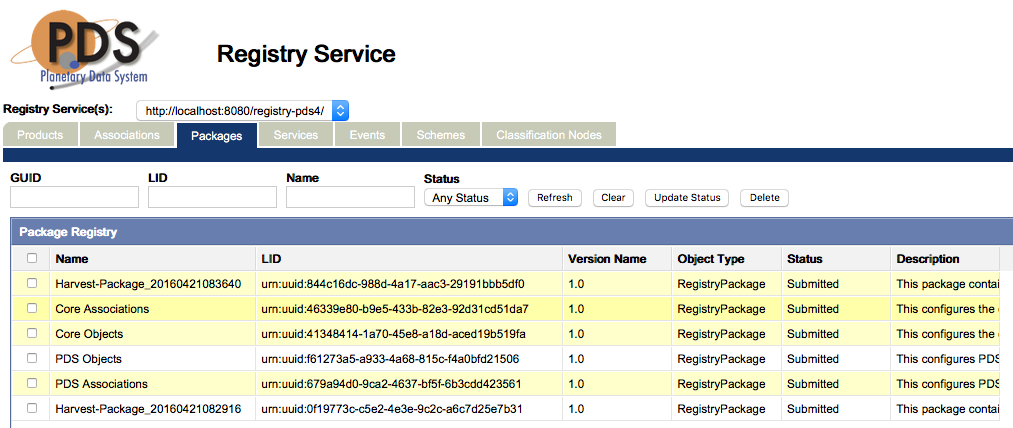 PDS
Planetary Data System
Registry Service
Registry Service(s): http://localhost:8080/registry-pds4/
Products Associations Packages Services Events Schemes Classification Nodes
GUID LID Name Status
Any Status Refresh Clear Update Status Delete
Package Registry
Name LID Version Name Object Type Status Description
Harvest-Package_20160421083640 urn:uuid:844c16dc-988d-4a17-aac3-29191bbb5df0 1.0 RegistryPackage Submitted This package contai
Core Associations urn:uuid:46339e80-b9e5-433b-82e3-92d31cd51da7 1.0 RegistryPackage Submitted This configures the
Core Objects urn:uuid:41348414-1a70-45e8-a18d-aced19b519fa 1.0 RegistryPackage Submitted This configures the
PDS Objects urn:uuid:f61273a5-a933-4a68-815c-f4a0bfd21506 1.0 RegistryPackage Submitted This configures PDS
PDS Associations urn:uuid:679a94d0-9ca2-4637-bf5f-6b3cdd423561 1.0 RegistryPackage Submitted This configures PDS
Harvest-Package_20160421082916 urn:uuid:0f19773c-c5e2-4e3e-9c2c-a6c7d25e7b31 1.0 RegistryPackage Submitted This package contai